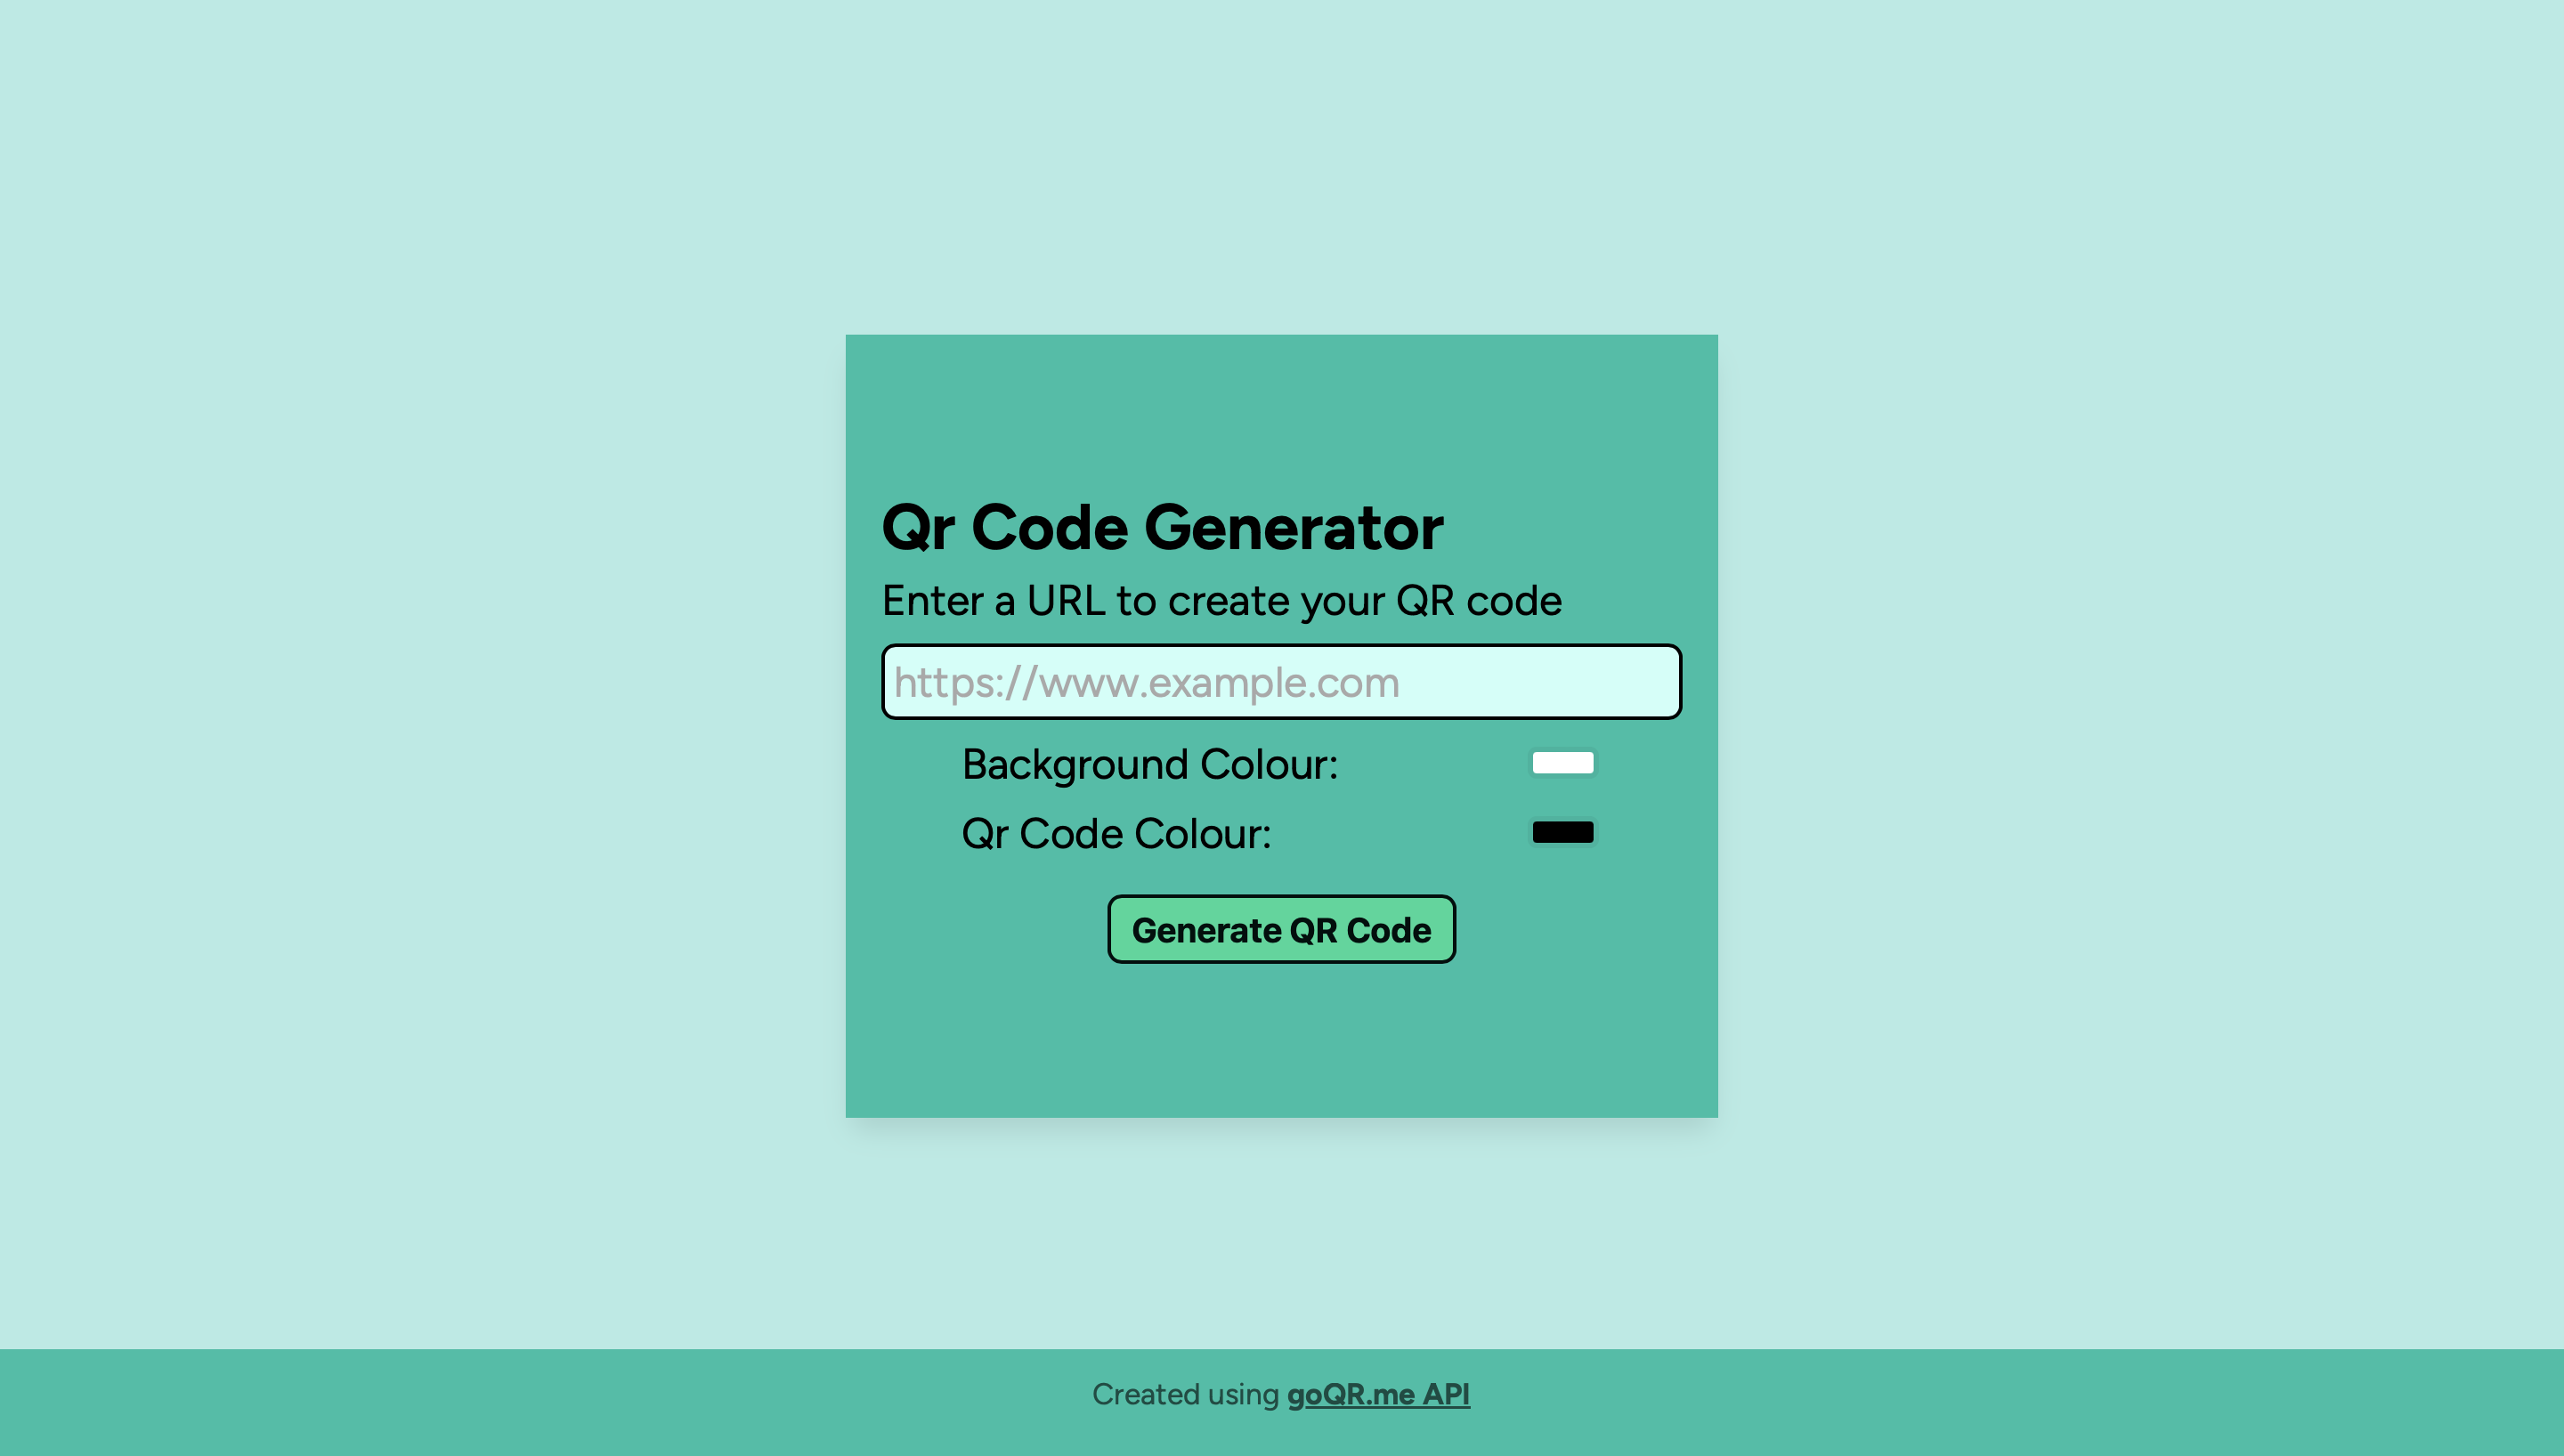 Qr Code Generator
Enter a URL to create your QR code
https://www.example.com
Background Colour:
Qr Code Colour:
Generate QR Code
Created using goQR.me API